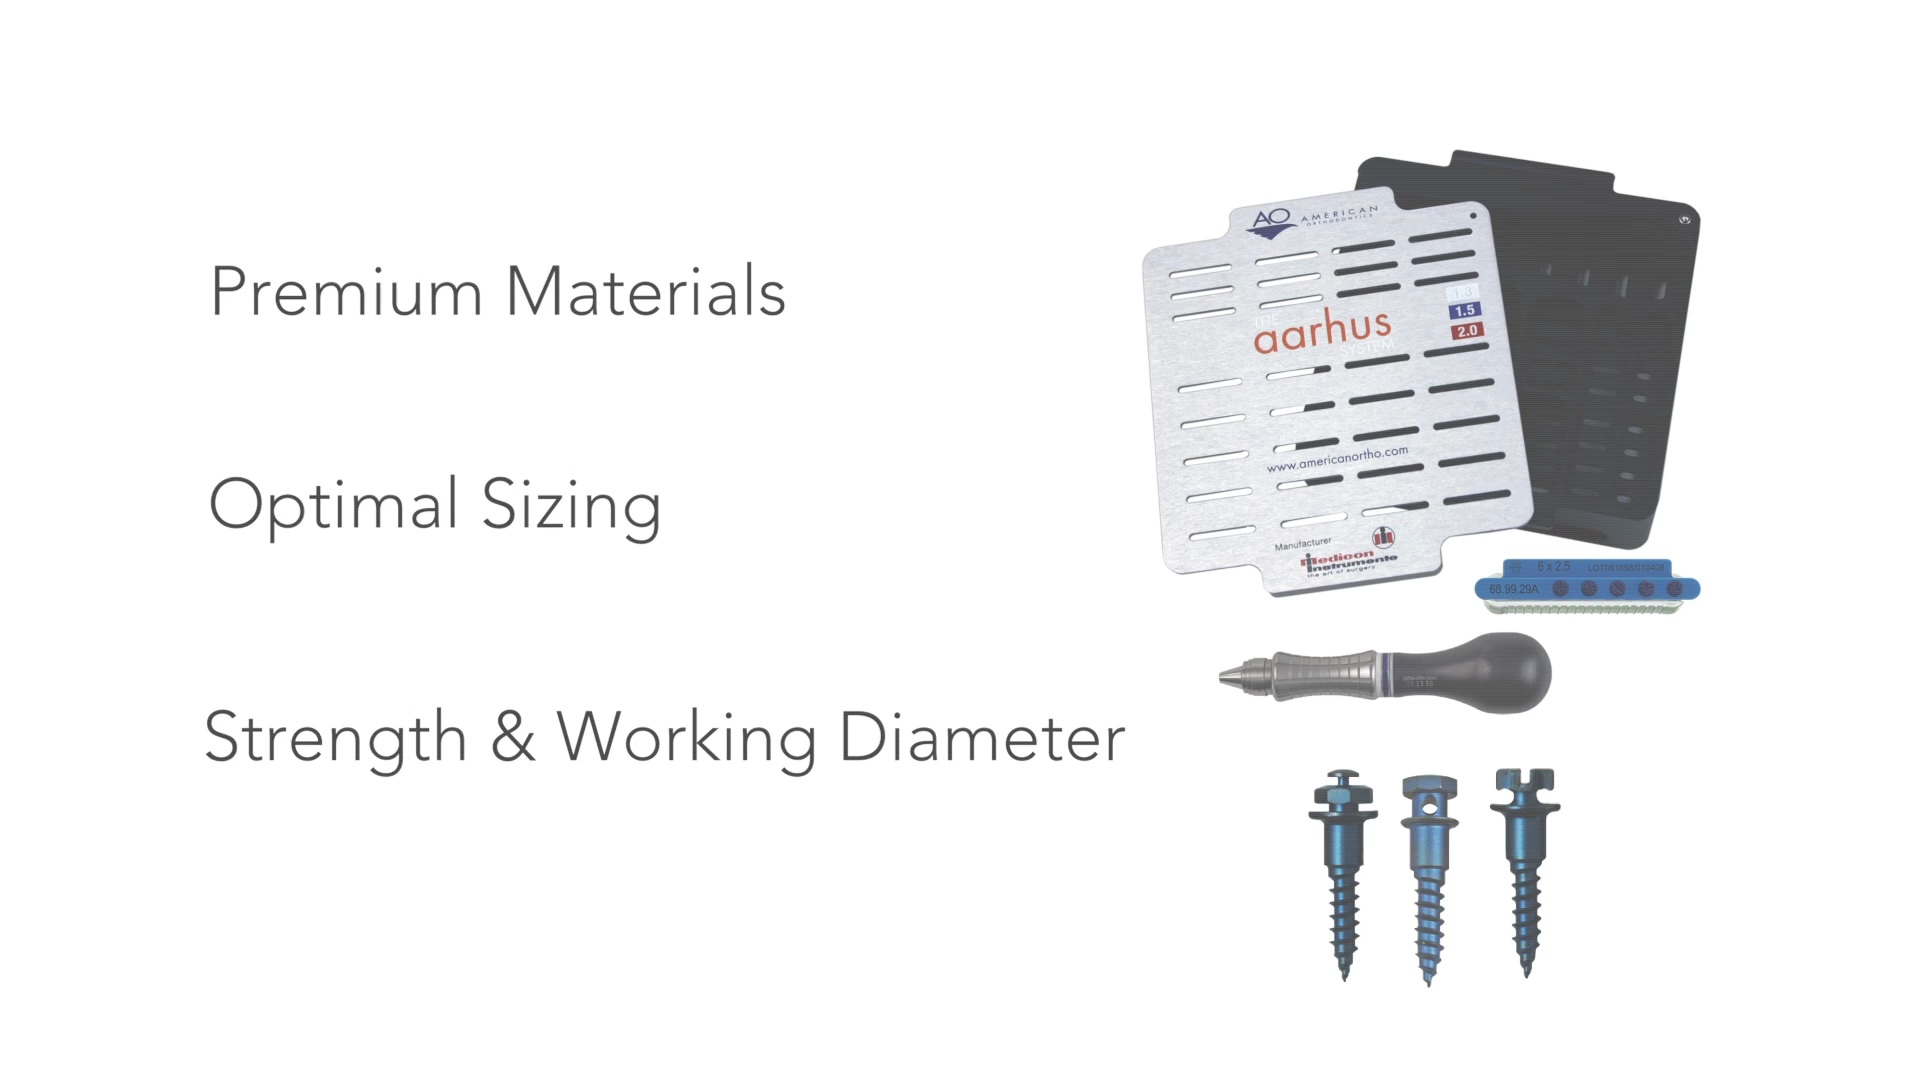 Premium Materials
Optimal Sizing
Strength & Working Diameter
AO AMERICAN
ORTHODONTICS
1.3
1.5
2.0
THE
aarhus
SYSTEM
www.americanortho.com
Manufacturer
medicon
instrumente
the art of surgery
6 x 2.5
68.99.29A